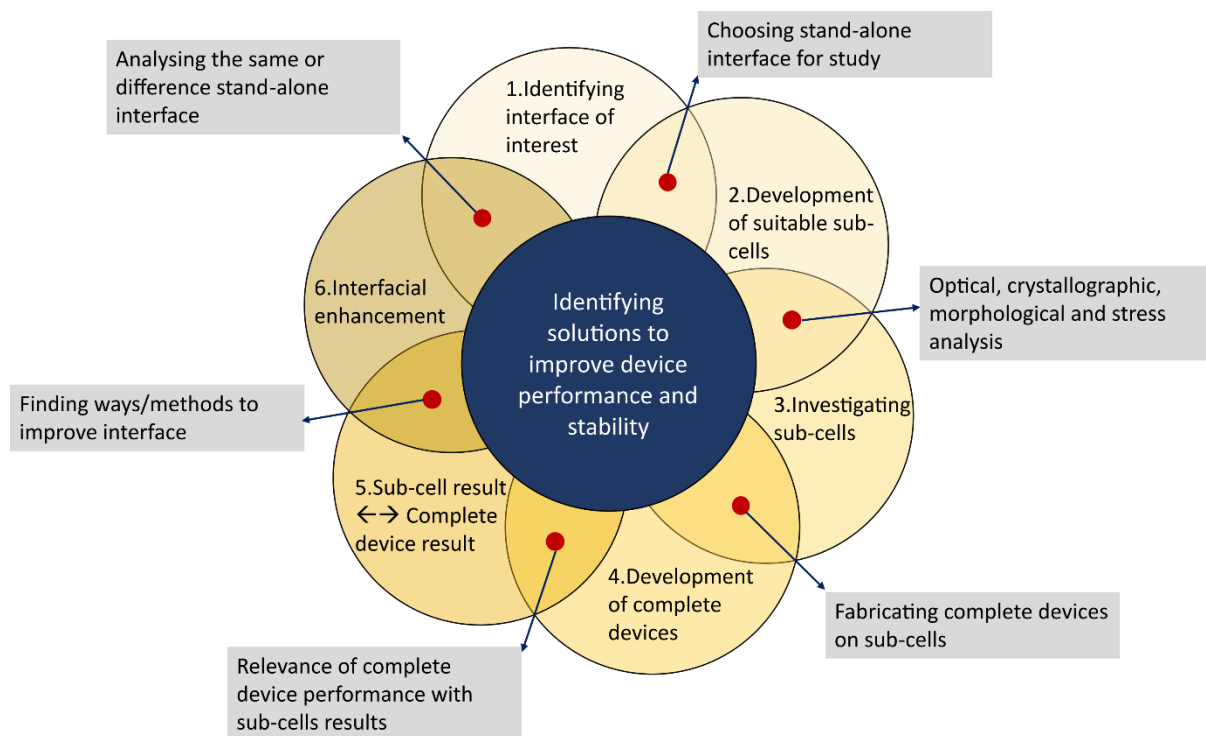 Analysing the same or
difference stand-alone
interface
Choosing stand-alone
interface for study
1.Identifying
interface of
interest
2.Development
of suitable sub-
cells
Optical, crystallographic,
morphological and stress
analysis
6.Interfacial
enhancement
Identifying
solutions to
improve device
performance and
stability
Finding ways/methods to
improve interface
3.Investigating
sub-cells
5.Sub-cell result
←→ Complete
device result
4.Development
of complete
devices
Fabricating complete devices
on sub-cells
Relevance of complete
device performance with
sub-cells results